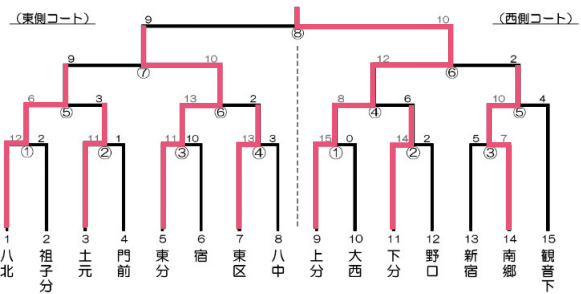 （東側コート） （西側コート）
9 ⑧ 10
9 ⑦ 10 12 ⑥ 2
6 ⑤ 3 13 ⑥ 2 8 ④ 6 10 ⑤ 4
12 ① 2 11 ② 1 11 ③ 10 13 ④ 3 15 ① 0 14 ② 2 5 ③ 7
1 2 3 4 5 6 7 8 9 10 11 12 13 14 15
八北
祖子分
土元
門前
東分
宿
東区
八中
上分
大西
下分
野口
新宿
南郷
観音下